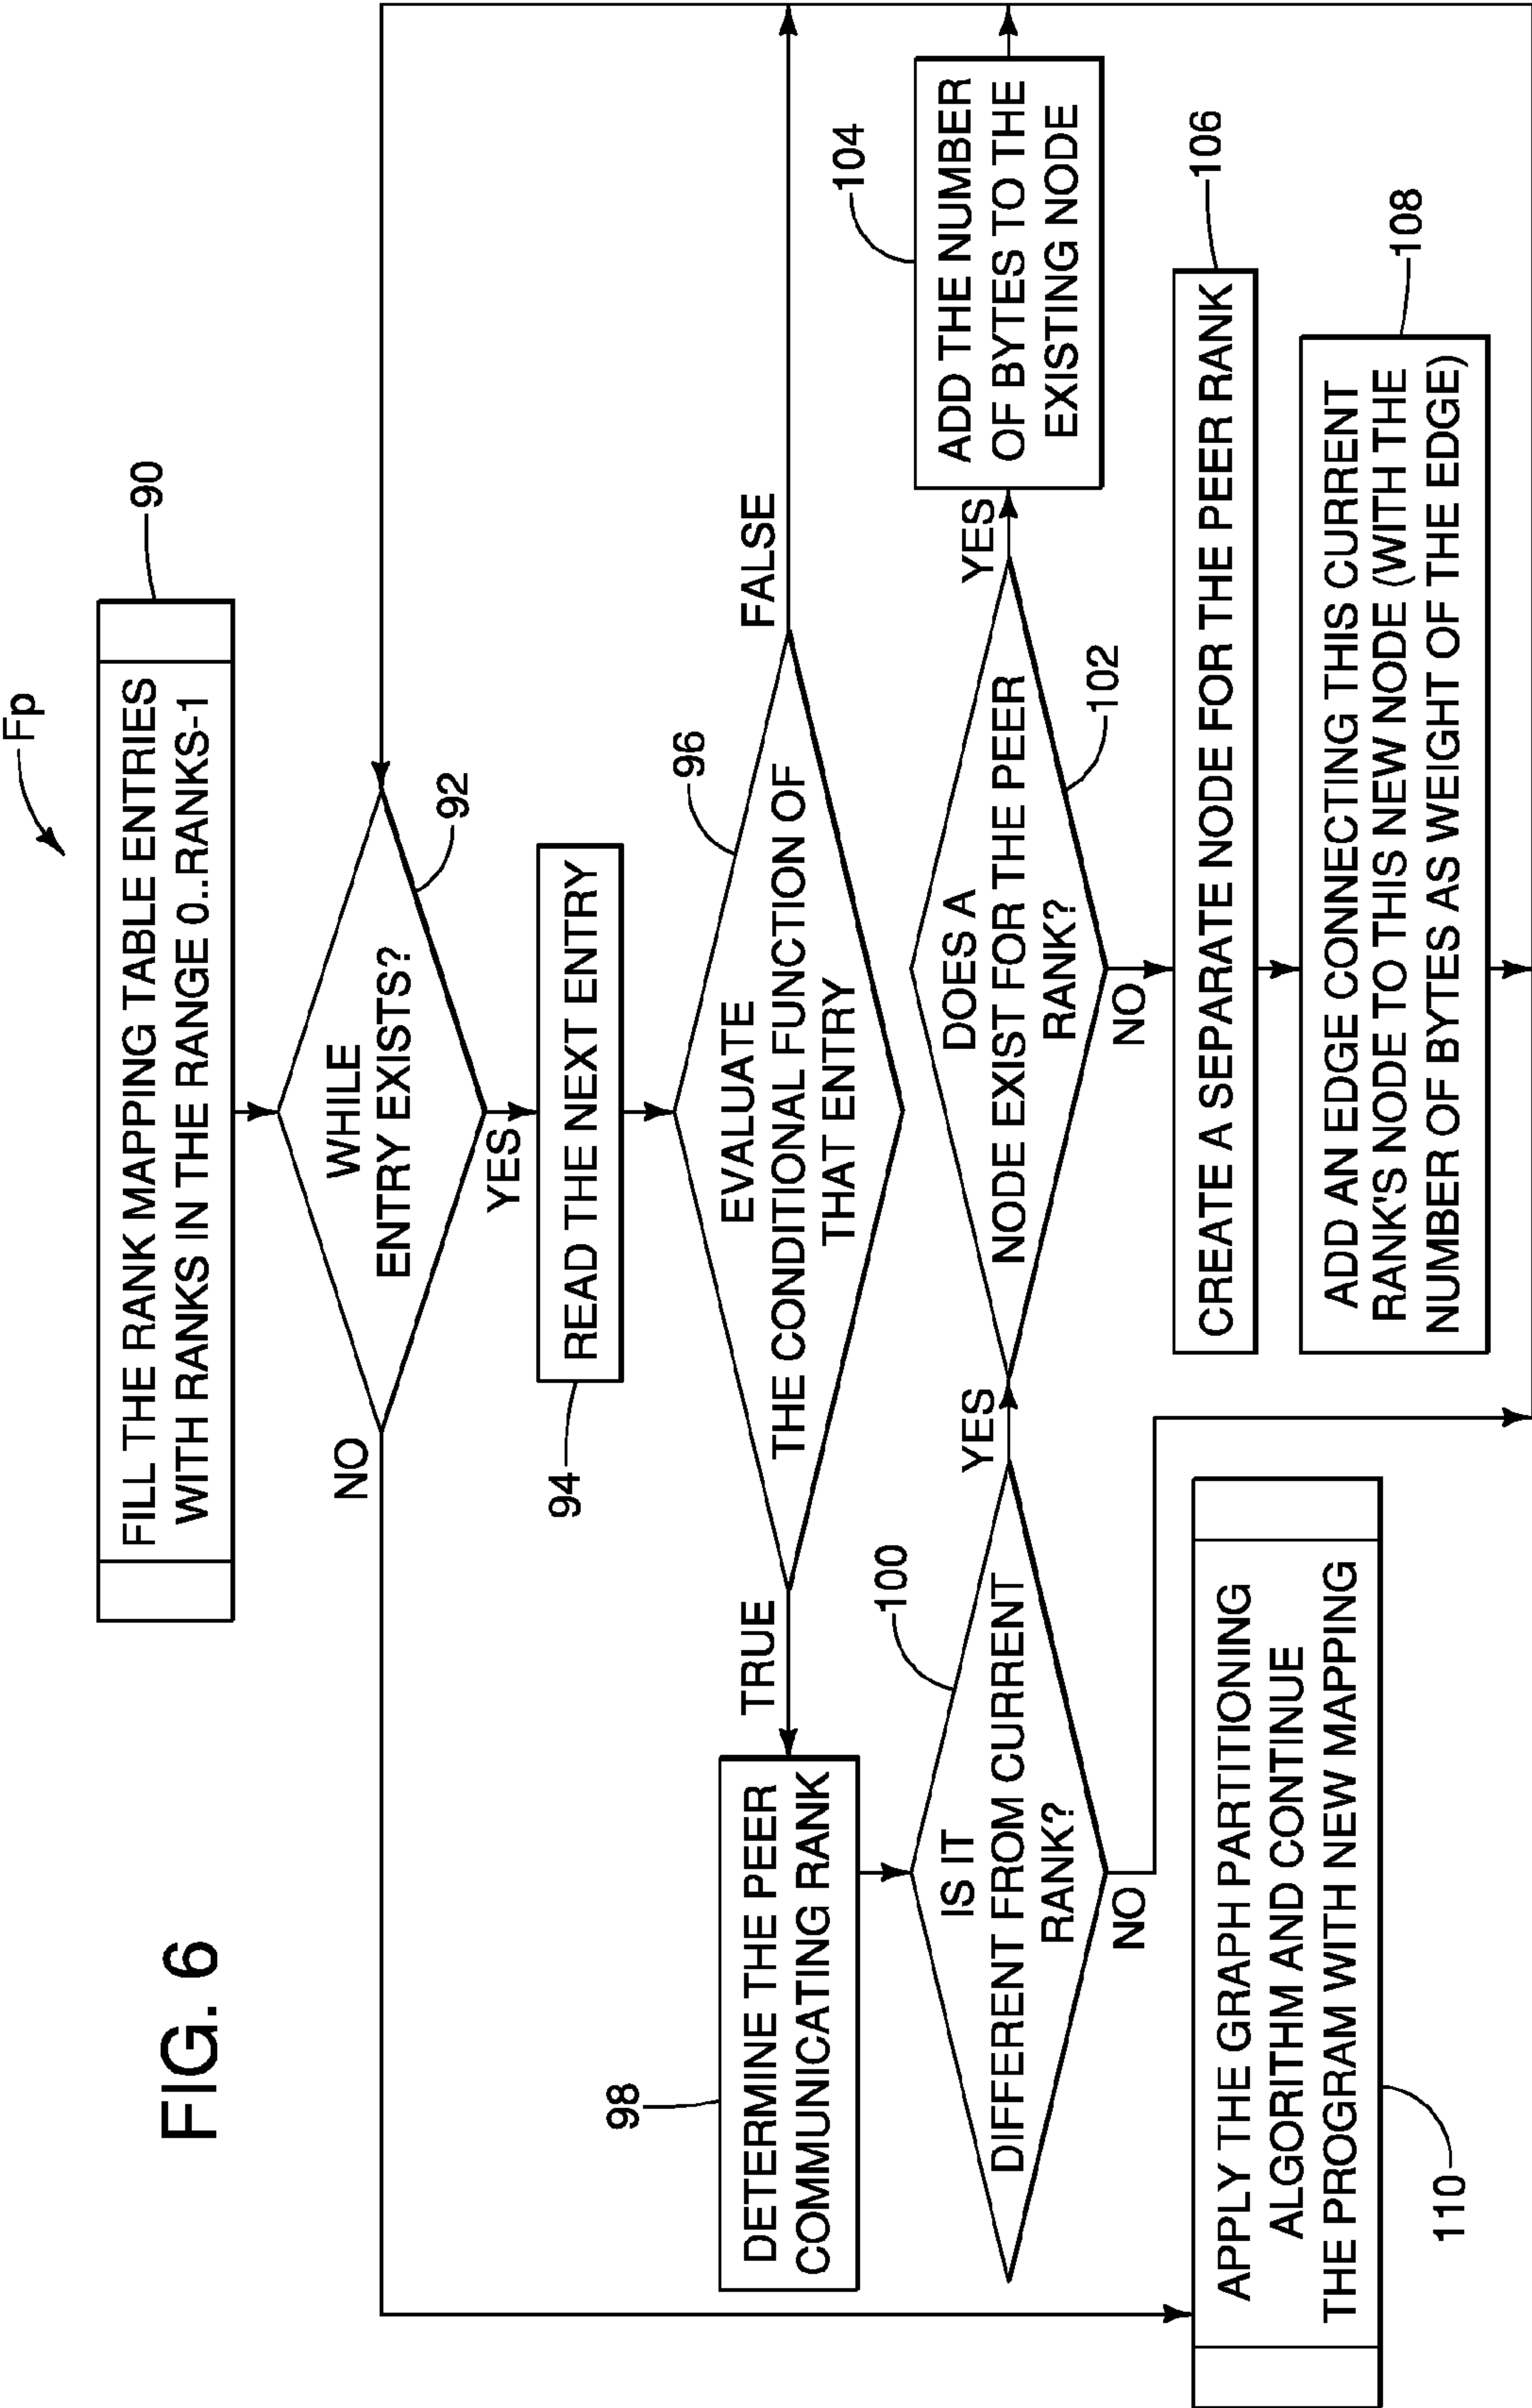 FIG. 6
Fp
FILL THE RANK MAPPING TABLE ENTRIES
WITH RANKS IN THE RANGE 0..RANKS-1
90
WHILE
ENTRY EXISTS?
92
NO
YES
READ THE NEXT ENTRY
94
EVALUATE
THE CONDITIONAL FUNCTION OF
THAT ENTRY
96
TRUE
FALSE
DETERMINE THE PEER
COMMUNICATING RANK
98
IS IT
DIFFERENT FROM CURRENT
RANK?
100
YES
NO
DOES A
NODE EXIST FOR THE PEER
RANK?
102
YES
NO
ADD THE NUMBER
OF BYTES TO THE
EXISTING NODE
104
CREATE A SEPARATE NODE FOR THE PEER RANK
106
ADD AN EDGE CONNECTING THIS CURRENT
RANK'S NODE TO THIS NEW NODE (WITH THE
NUMBER OF BYTES AS WEIGHT OF THE EDGE)
108
APPLY THE GRAPH PARTITIONING
ALGORITHM AND CONTINUE
THE PROGRAM WITH NEW MAPPING
110